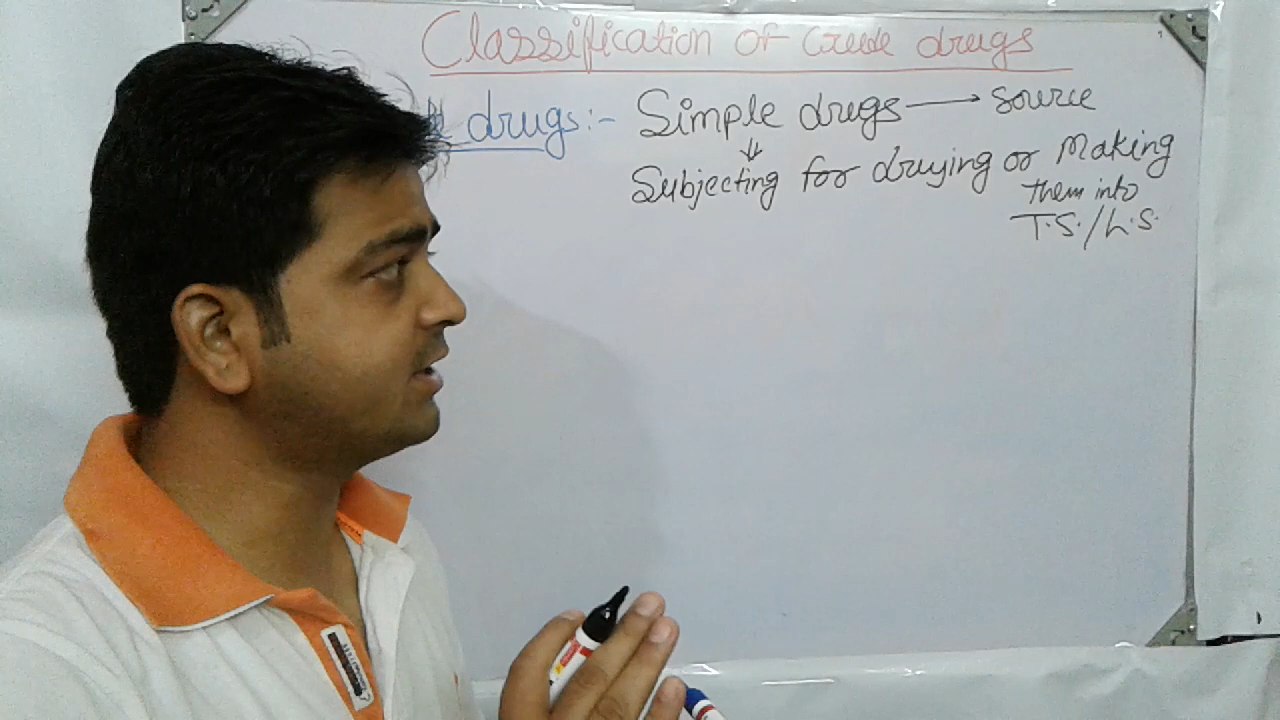 Classification of crude drugs
drugs:- Simple drugs → source
Subjecting for drying or Making
them into
T.S./L.S.